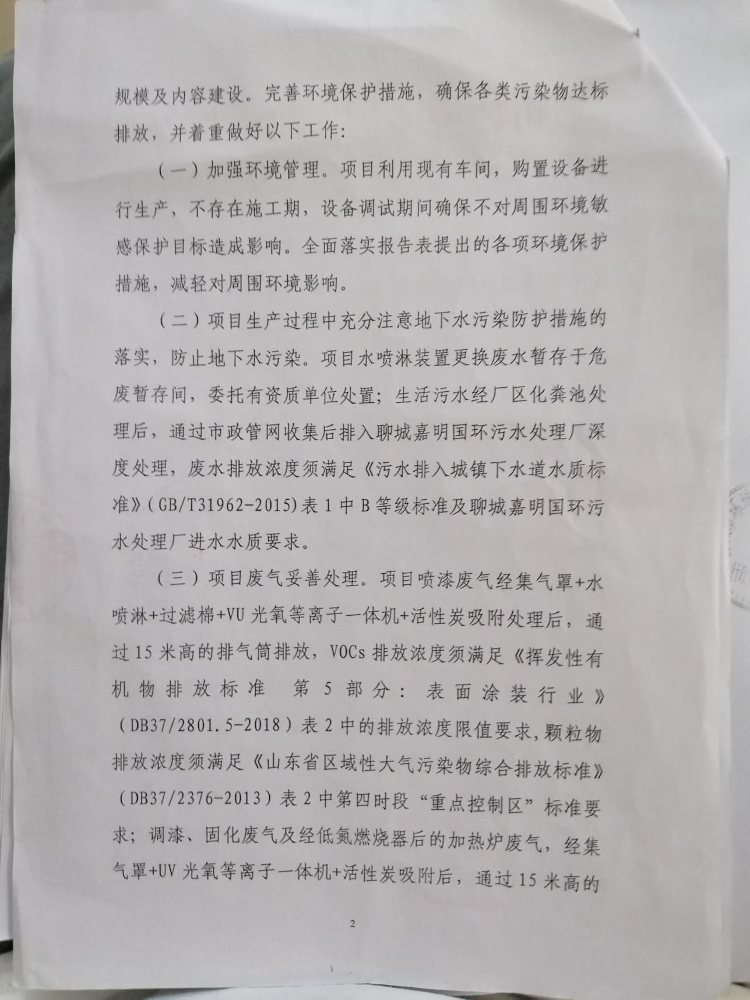 规模及内容建设。完善环境保护措施，确保各类污染物达标
排放，并着重做好以下工作：
（一）加强环境管理。项目利用现有车间，购置设备进
行生产，不存在施工期，设备调试期间确保不对周围环境敏
感保护目标造成影响。全面落实报告表提出的各项环境保护
措施，减轻对周围环境影响。
（二）项目生产过程中充分注意地下水污染防护措施的
落实，防止地下水污染。项目水喷淋装置更换废水暂存于危
废暂存间，委托有资质单位处置；生活污水经厂区化粪池处
理后，通过市政管网收集后排入聊城嘉明国环污水处理厂深
度处理，废水排放浓度须满足《污水排入城镇下水道水质标
准》(GB/T31962-2015)表1中B等级标准及聊城嘉明国环污
水处理厂进水水质要求。
（三）项目废气妥善处理。项目喷漆废气经集气罩+水
喷淋+过滤棉+VU光氧等离子一体机+活性炭吸附处理后，通
过15米高的排气筒排放，VOCs排放浓度须满足《挥发性有
机物排放标准 第5部分：表面涂装行业》
（DB37/2801.5-2018）表2中的排放浓度限值要求,颗粒物
排放浓度须满足《山东省区域性大气污染物综合排放标准》
（DB37/2376-2013）表2中第四时段“重点控制区”标准要
求；调漆、固化废气及经低氮燃烧器后的加热炉废气，经集
气罩+UV光氧等离子一体机+活性炭吸附后，通过15米高的
2